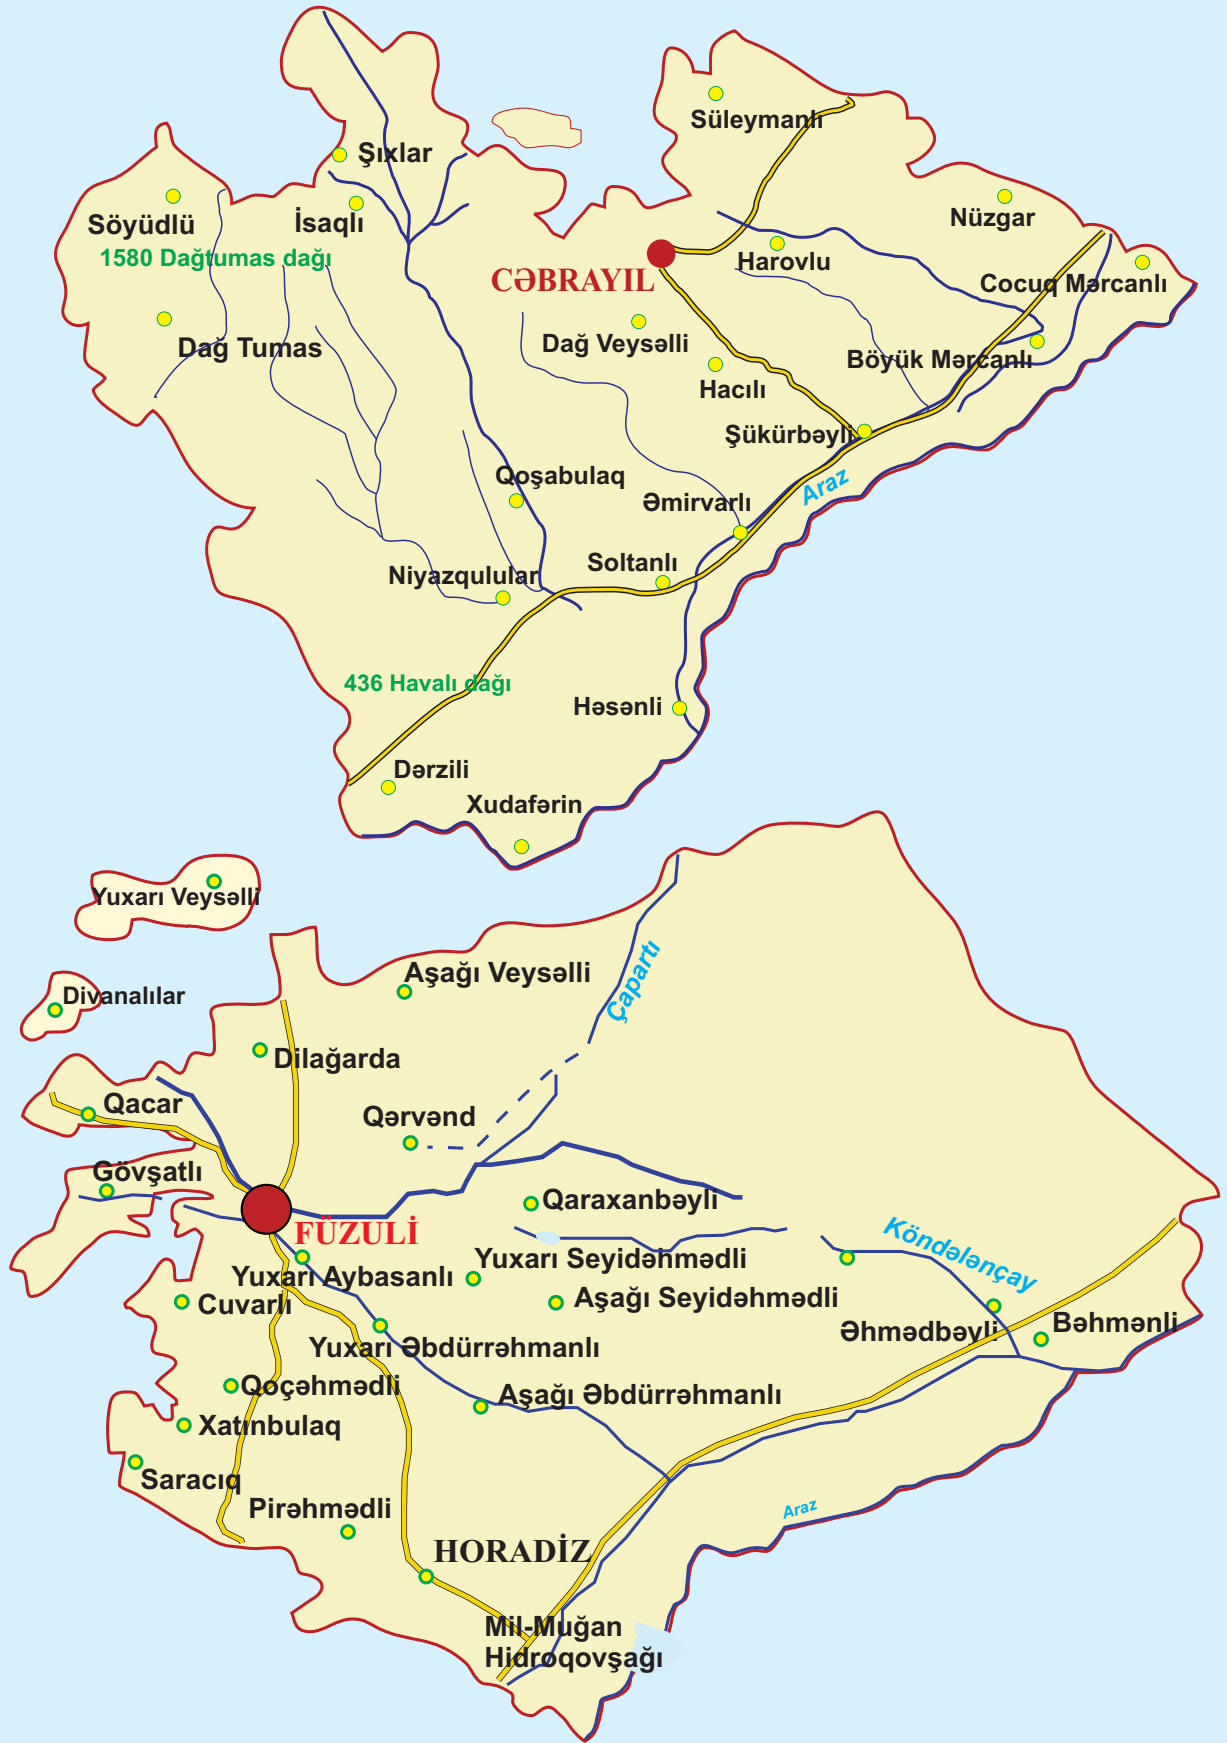 Süleymanlı
Şıxlar
Söyüdlü
İsaqlı
Nüzgar
1580 Dağtumas dağı
Harovlu
CƏBRAYIL
Cocuq Mərcanlı
Dağ Tumas
Dağ Veysəlli
Böyük Mərcanlı
Hacılı
Şükürbəyli
Qoşabulaq
Araz
Əmirvarlı
Soltanlı
Niyazqulular
436 Havalı dağı
Həsənli
Dərzili
Xudafərin
Yuxarı Veysəlli
Aşağı Veysəlli
Çapartı
Divanalılar
Dilağarda
Qacar
Qərvənd
Gövşatlı
Qaraxanbəyli
FÜZULİ
Köndələnçay
Yuxarı Seyidəhmədli
Yuxarı Aybasanlı
Aşağı Seyidəhmədli
Cuvarlı
Əhmədbəyli
Bəhmənli
Yuxarı Əbdürrəhmanlı
Qoçəhmədli
Aşağı Əbdürrəhmanlı
Xatınbulaq
Saracıq
Pirəhmədli
Araz
HORADİZ
Mil-Muğan
Hidroqovşağı